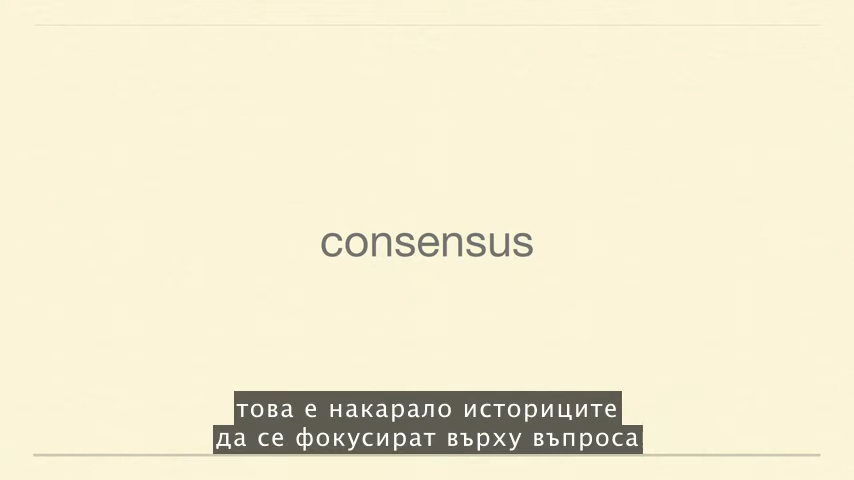 consensus
това е накарало историците
да се фокусират върху въпроса